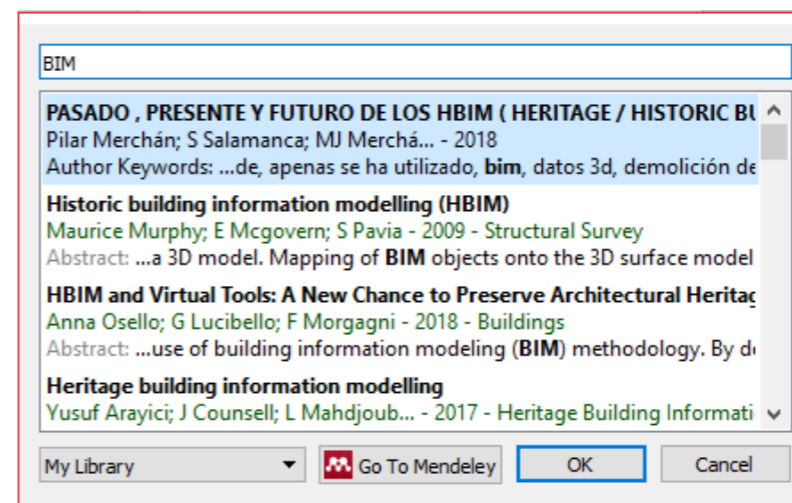 BIM
PASADO , PRESENTE Y FUTURO DE LOS HBIM ( HERITAGE / HISTORIC
Pilar Merchán; S Salamanca; MJ Merchá... - 2018
Author Keywords: ...de, apenas se ha utilizado, bim, datos 3d, demolición de
Historic building information modelling (HBIM)
Maurice Murphy; E Mcgovern; S Pavia - 2009 - Structural Survey
Abstract: ...a 3D model. Mapping of BIM objects onto the 3D surface model
HBIM and Virtual Tools: A New Chance to Preserve Architectural
Anna Osello; G Lucibello; F Morgagni - 2018 - Buildings
Abstract: ...use of building information modeling (BIM) methodology. By
Heritage building information modelling
Yusuf Arayici; J Counsell; L Mahdjoub... - 2017 - Heritage Building
My Library Go To Mendeley OK Cancel